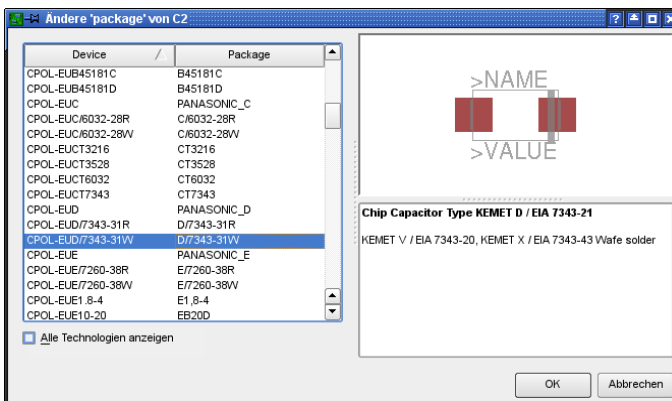 Ändere 'package' von C2
Device Package
CPOL-EUB45181C B45181C
CPOL-EUB45181D B45181D
CPOL-EUC PANASONIC_C
CPOL-EUC/6032-28R C/6032-28R
CPOL-EUC/6032-28W C/6032-28W
CPOL-EUCT3216 CT3216
CPOL-EUCT3528 CT3528
CPOL-EUCT6032 CT6032
CPOL-EUCT7343 CT7343
CPOL-EUD PANASONIC_D
CPOL-EUD/7343-31R D/7343-31R
CPOL-EUD/7343-31W D/7343-31W
CPOL-EUE PANASONIC_E
CPOL-EUE/7260-38R E/7260-38R
CPOL-EUE/7260-38W E/7260-38W
CPOL-EUE1.8-4 E1,8-4
CPOL-EUE10-20 EB20D
Alle Technologien anzeigen
>NAME
>VALUE
Chip Capacitor Type KEMET D / EIA 7343-21
KEMET V / EIA 7343-20, KEMET X / EIA 7343-43 Wafe solder
OK Abbrechen